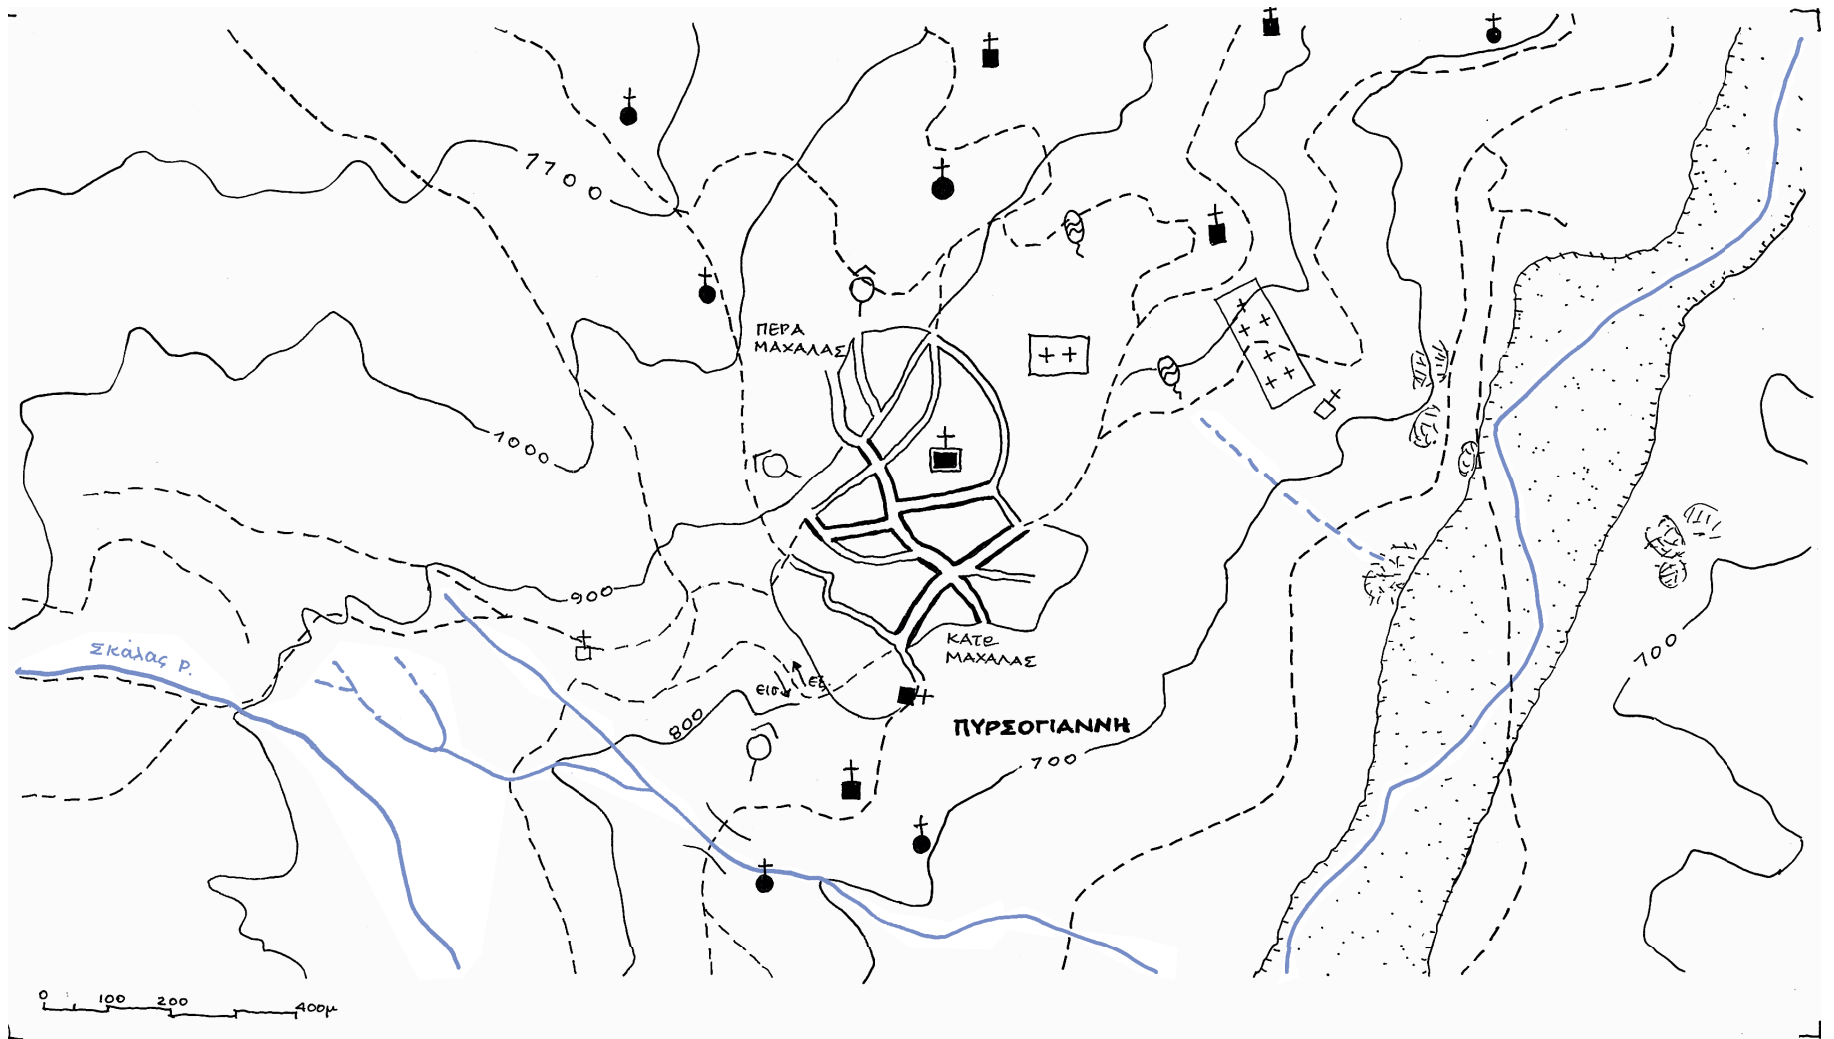 1100
ΠΕΡΑ
ΜΑΧΑΛΑΣ
1000
900
Σκάλας Ρ.
ΚΑΤΩ
ΜΑΧΑΛΑΣ
700
εισ.
εξ.
800
ΠΥΡΣΟΓΙΑΝΝΗ
700
0 100 200 400μ